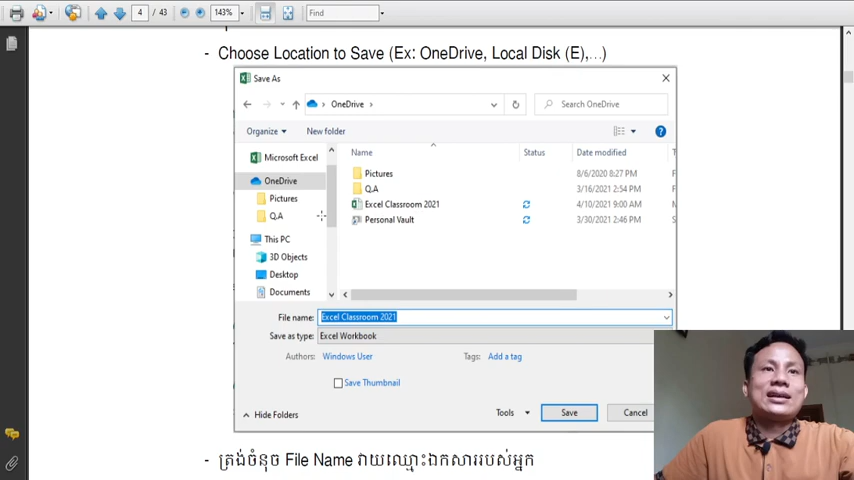 4 / 43
143%
Find
- Choose Location to Save (Ex: OneDrive, Local Disk (E),...)
Save As
OneDrive
Search OneDrive
Organize
New folder
Microsoft Excel
OneDrive
Pictures
Q.A
This PC
3D Objects
Desktop
Documents
Name
Status
Date modified
Pictures
8/6/2020 8:27 PM
Q.A
3/16/2021 2:54 PM
Excel Classroom 2021
4/10/2021 9:00 AM
Personal Vault
3/30/2021 2:46 PM
File name:
Excel Classroom 2021
Save as type:
Excel Workbook
Authors:
Windows User
Tags:
Add a tag
Save Thumbnail
Hide Folders
Tools
Save
Cancel
- ត្រង់ចំនុច File Name វាយឈ្មោះឯកសាររបស់អ្នក